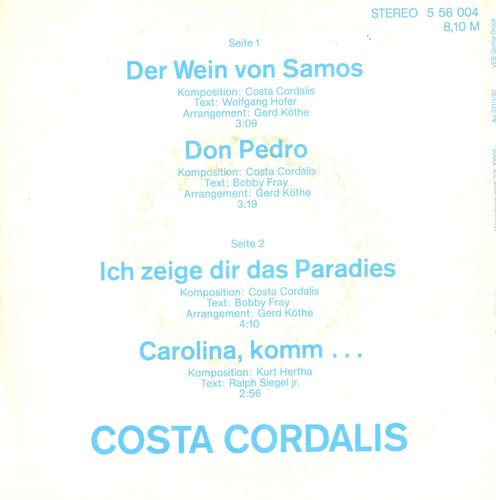 STEREO 5 56 004
8,10 M
Seite 1
Der Wein von Samos
Komposition: Costa Cordalis
Text: Wolfgang Hofer
Arrangement: Gerd Köthe
3:09
Don Pedro
Komposition: Costa Cordalis
Text; Bobby Fray
Arrangement: Gerd Köthe
3:19
Seite 2
Ich zeige dir das Paradies
Komposition: Costa Cordalis
Text: Bobby Fray
Arrangement: Gerd Köthe
4:10
Carolina, komm ...
Komposition: Kurt Hertha
Text: Ralph Siegel jr.
2:56
COSTA CORDALIS
VEB Gotha-Druck